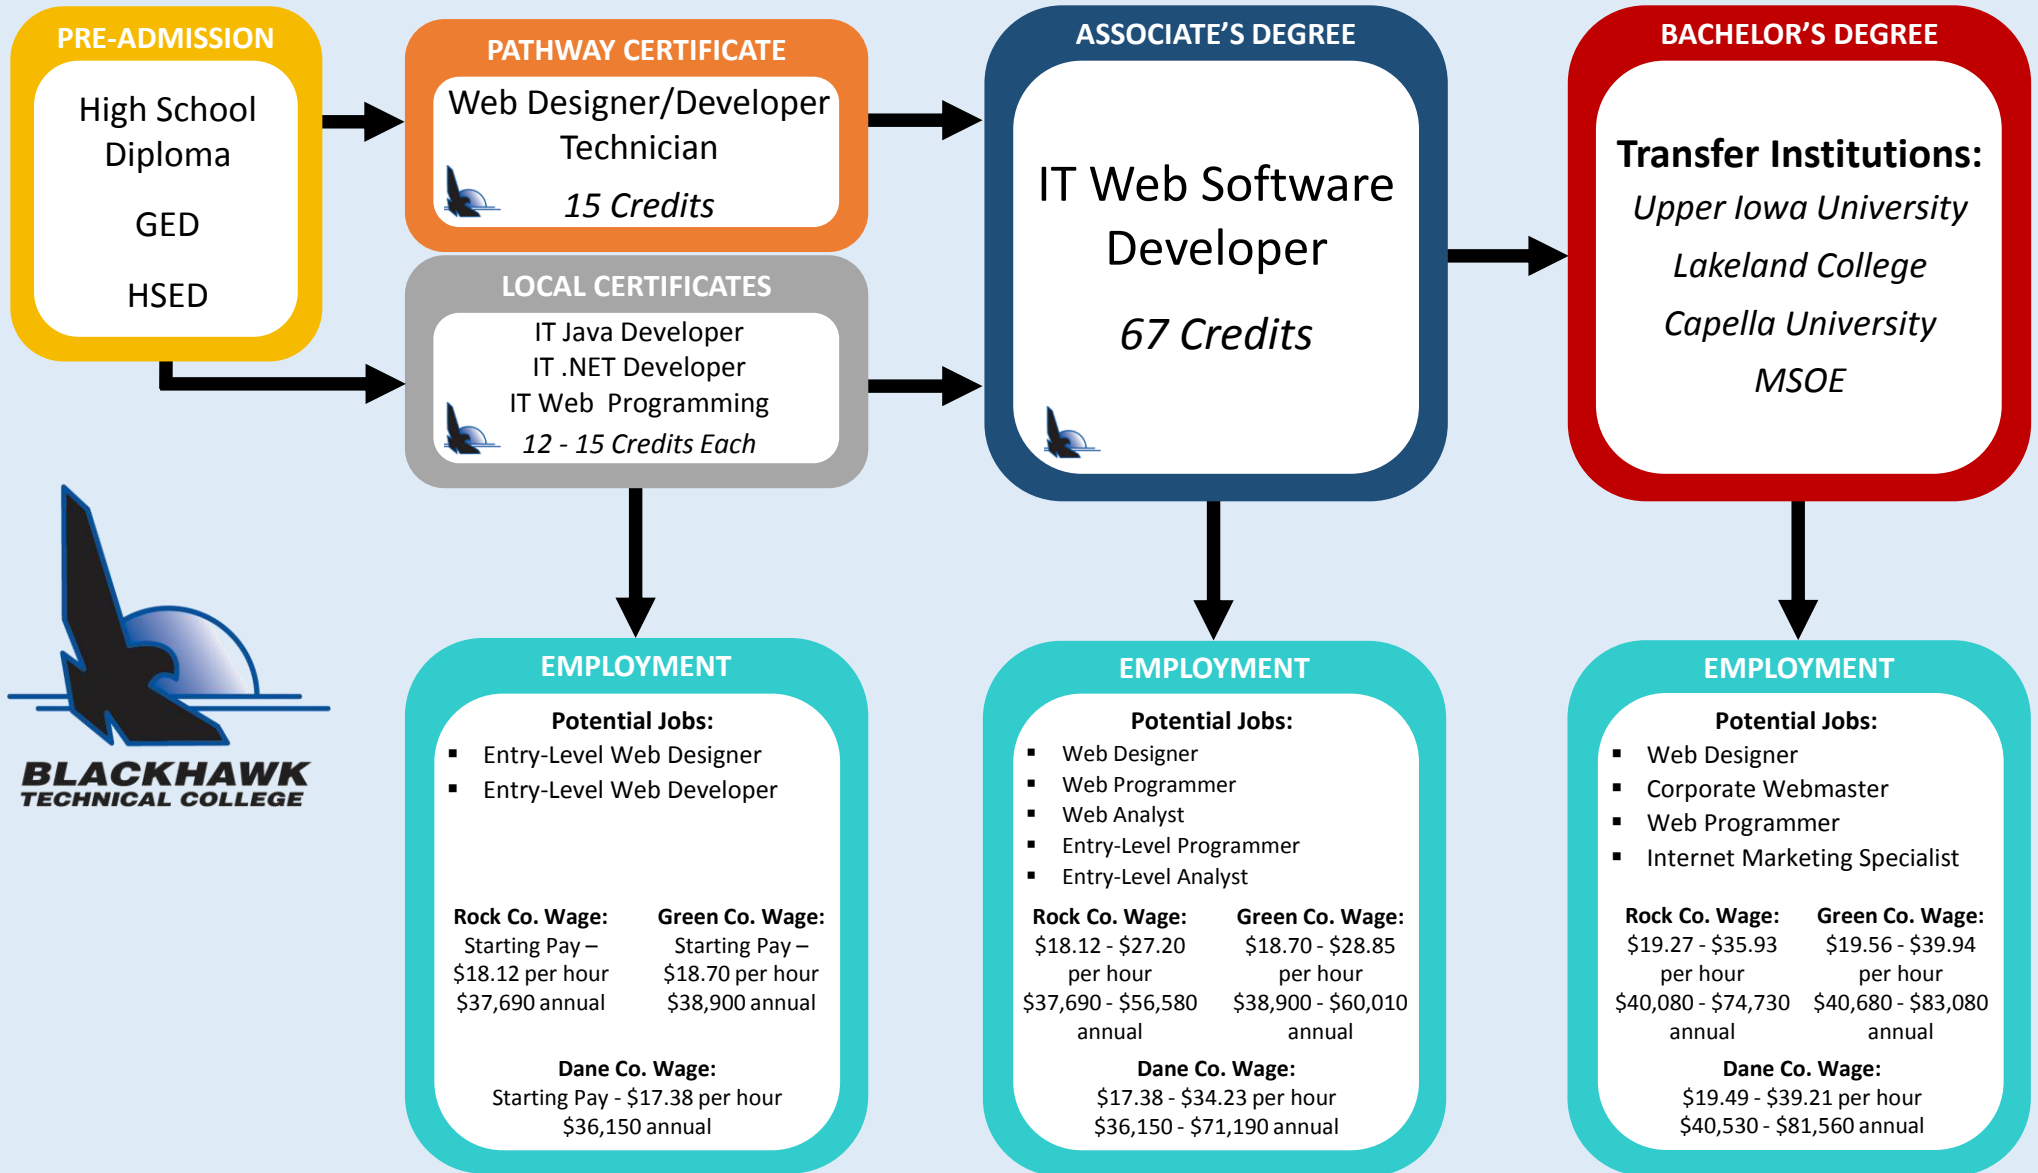 PRE-ADMISSION
High School
Diploma
GED
HSED
PATHWAY CERTIFICATE
Web Designer/Developer
Technician
15 Credits
LOCAL CERTIFICATES
IT Java Developer
IT .NET Developer
IT Web  Programming
12 - 15 Credits Each
ASSOCIATE'S DEGREE
IT Web Software
Developer
67 Credits
BACHELOR'S DEGREE
Transfer Institutions:
Upper Iowa University
Lakeland College
Capella University
MSOE
BLACKHAWK
TECHNICAL COLLEGE
EMPLOYMENT
Potential Jobs:
▪ Entry-Level Web Designer
▪ Entry-Level Web Developer
Rock Co. Wage:
Starting Pay –
$18.12 per hour
$37,690 annual
Green Co. Wage:
Starting Pay –
$18.70 per hour
$38,900 annual
Dane Co. Wage:
Starting Pay - $17.38 per hour
$36,150 annual
EMPLOYMENT
Potential Jobs:
▪ Web Designer
▪ Web Programmer
▪ Web Analyst
▪ Entry-Level Programmer
▪ Entry-Level Analyst
Rock Co. Wage:
$18.12 - $27.20
per hour
$37,690 - $56,580
annual
Green Co. Wage:
$18.70 - $28.85
per hour
$38,900 - $60,010
annual
Dane Co. Wage:
$17.38 - $34.23 per hour
$36,150 - $71,190 annual
EMPLOYMENT
Potential Jobs:
▪ Web Designer
▪ Corporate Webmaster
▪ Web Programmer
▪ Internet Marketing Specialist
Rock Co. Wage:
$19.27 - $35.93
per hour
$40,080 - $74,730
annual
Green Co. Wage:
$19.56 - $39.94
per hour
$40,680 - $83,080
annual
Dane Co. Wage:
$19.49 - $39.21 per hour
$40,530 - $81,560 annual